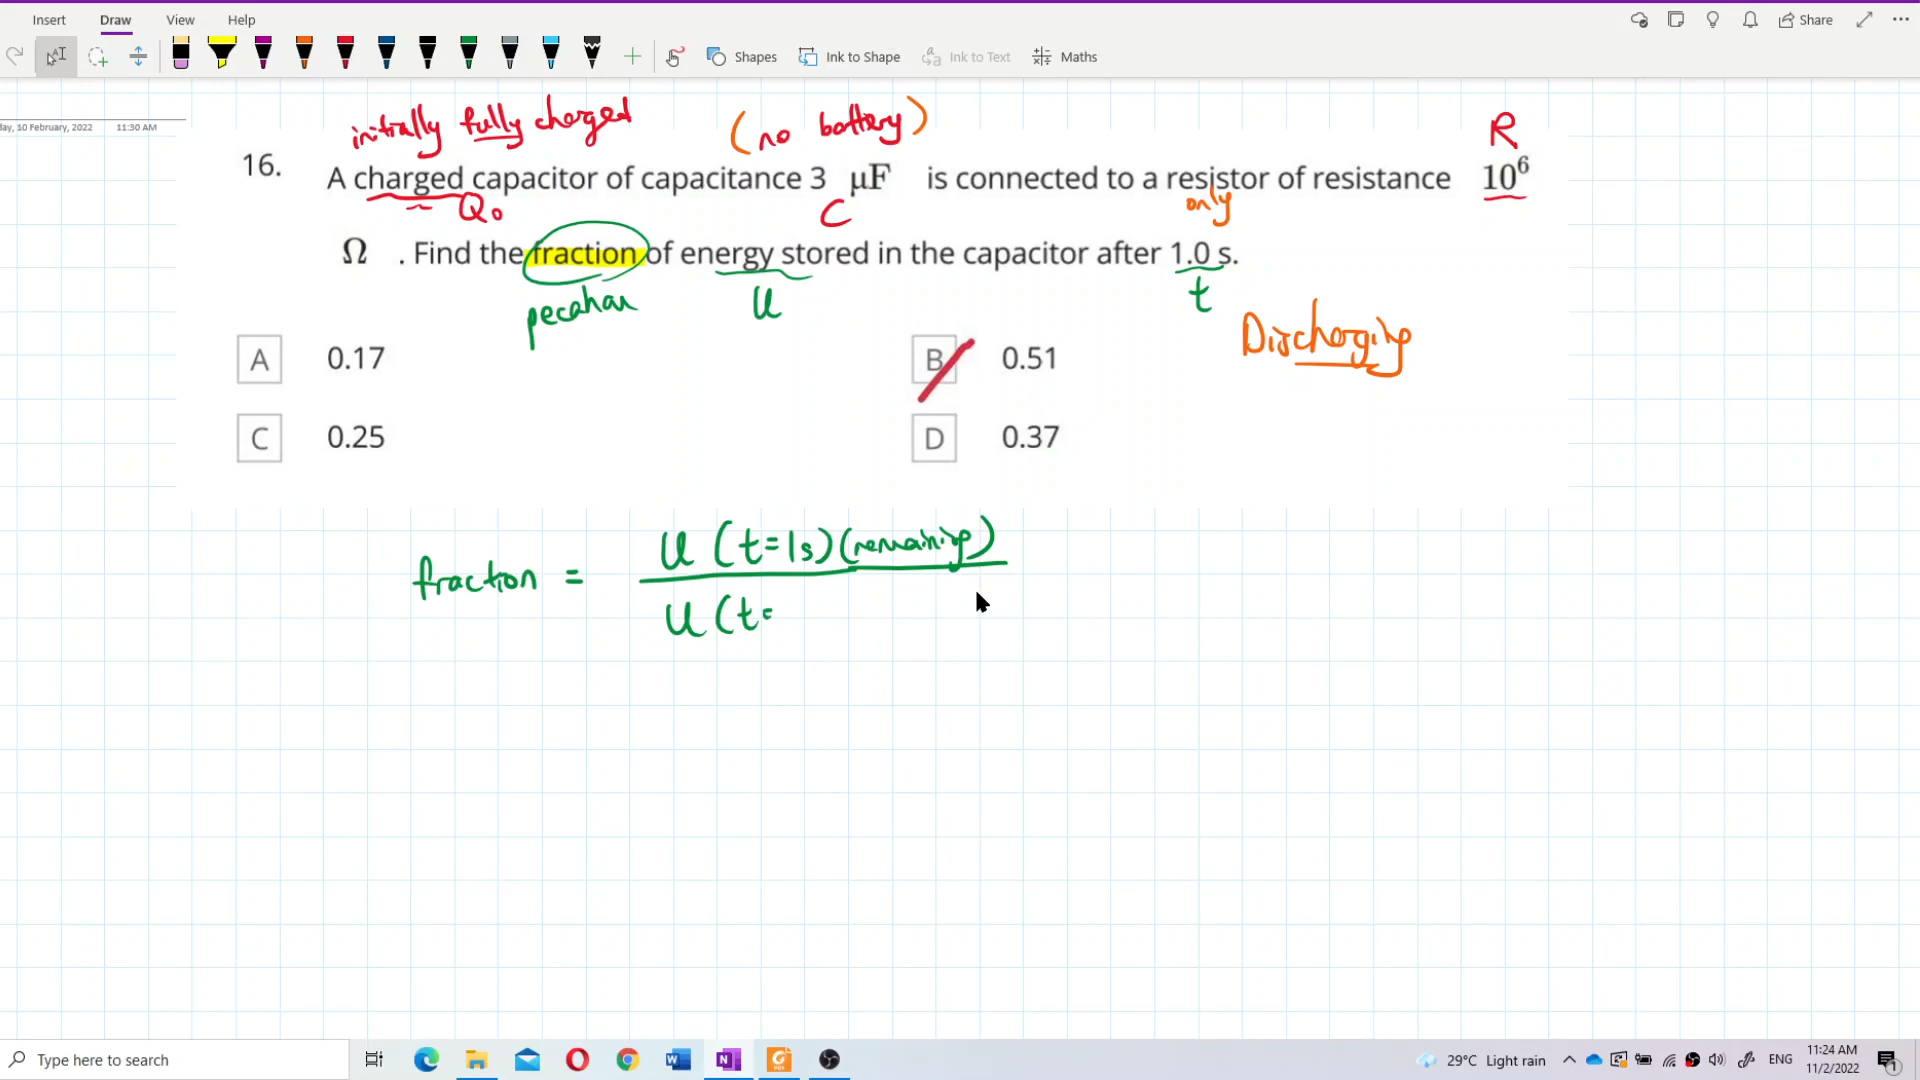 Insert Draw View Help
Share
Shapes Ink to Shape Ink to Text Maths
day, 10 February, 2022 11:30 AM
initially fully charged (no battery) R
16. A charged capacitor of capacitance 3 μF is connected to a resistor of resistance 10⁶
Q₀ C only
Ω . Find the fraction of energy stored in the capacitor after 1.0 s.
pecahan U t
Discharging
A 0.17 B 0.51
C 0.25 D 0.37
fraction = U (t=1s) (remaining)
U (t=
Type here to search
29°C Light rain ENG 11:24 AM
11/2/2022
1